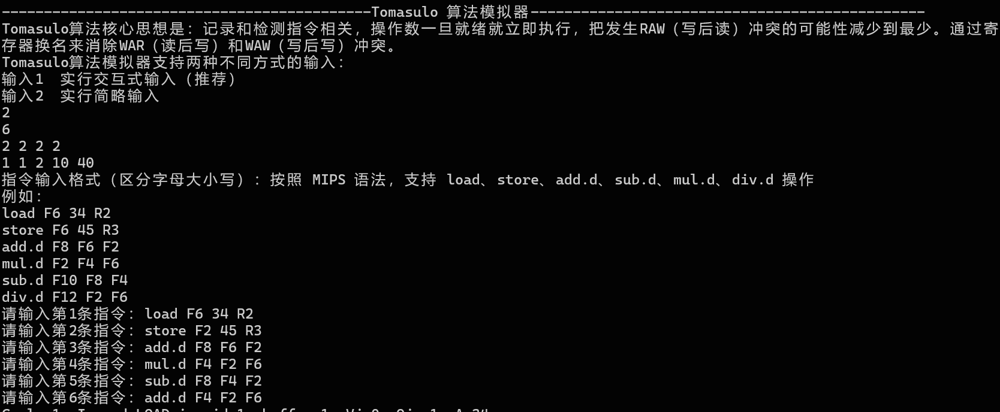 --------------------------------------------Tomasulo 算法模拟器-----------------------------------------------
Tomasulo算法核心思想是：记录和检测指令相关，操作数一旦就绪就立即执行，把发生RAW（写后读）冲突的可能性减少到最少。通过寄
存器换名来消除WAR（读后写）和WAW（写后写）冲突。
Tomasulo算法模拟器支持两种不同方式的输入：
输入1  实行交互式输入（推荐）
输入2  实行简略输入
2
6
2 2 2 2
1 1 2 10 40
指令输入格式（区分字母大小写）：按照 MIPS 语法，支持 load、store、add.d、sub.d、mul.d、div.d 操作
例如：
load F6 34 R2
store F6 45 R3
add.d F8 F6 F2
mul.d F2 F4 F6
sub.d F10 F8 F4
div.d F12 F2 F6
请输入第1条指令：load F6 34 R2
请输入第2条指令：store F2 45 R3
请输入第3条指令：add.d F8 F6 F2
请输入第4条指令：mul.d F4 F2 F6
请输入第5条指令：sub.d F8 F4 F2
请输入第6条指令：add.d F4 F2 F6